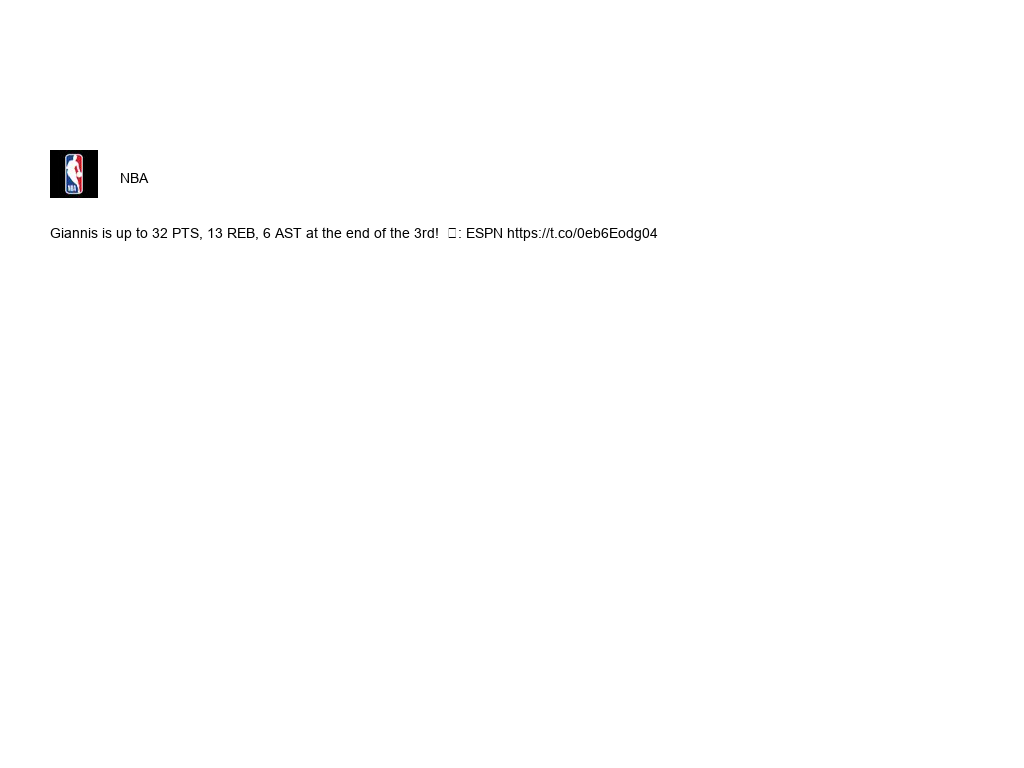 NBA
Giannis is up to 32 PTS, 13 REB, 6 AST at the end of the 3rd!  : ESPN https://t.co/0eb6Eodg04